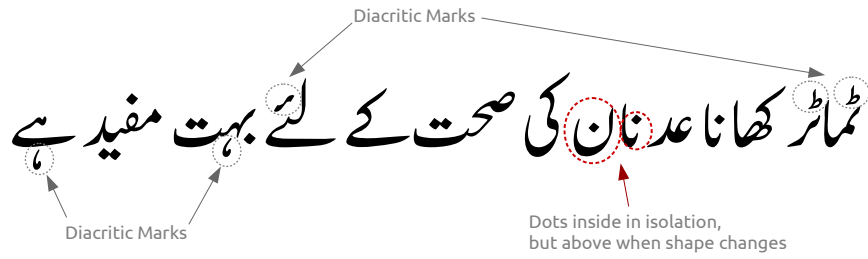 Diacritic Marks
ٹماٹر کھانا عدنان کی صحت کے لئے بہت مفید ہے
Diacritic Marks
Dots inside in isolation,
but above when shape changes